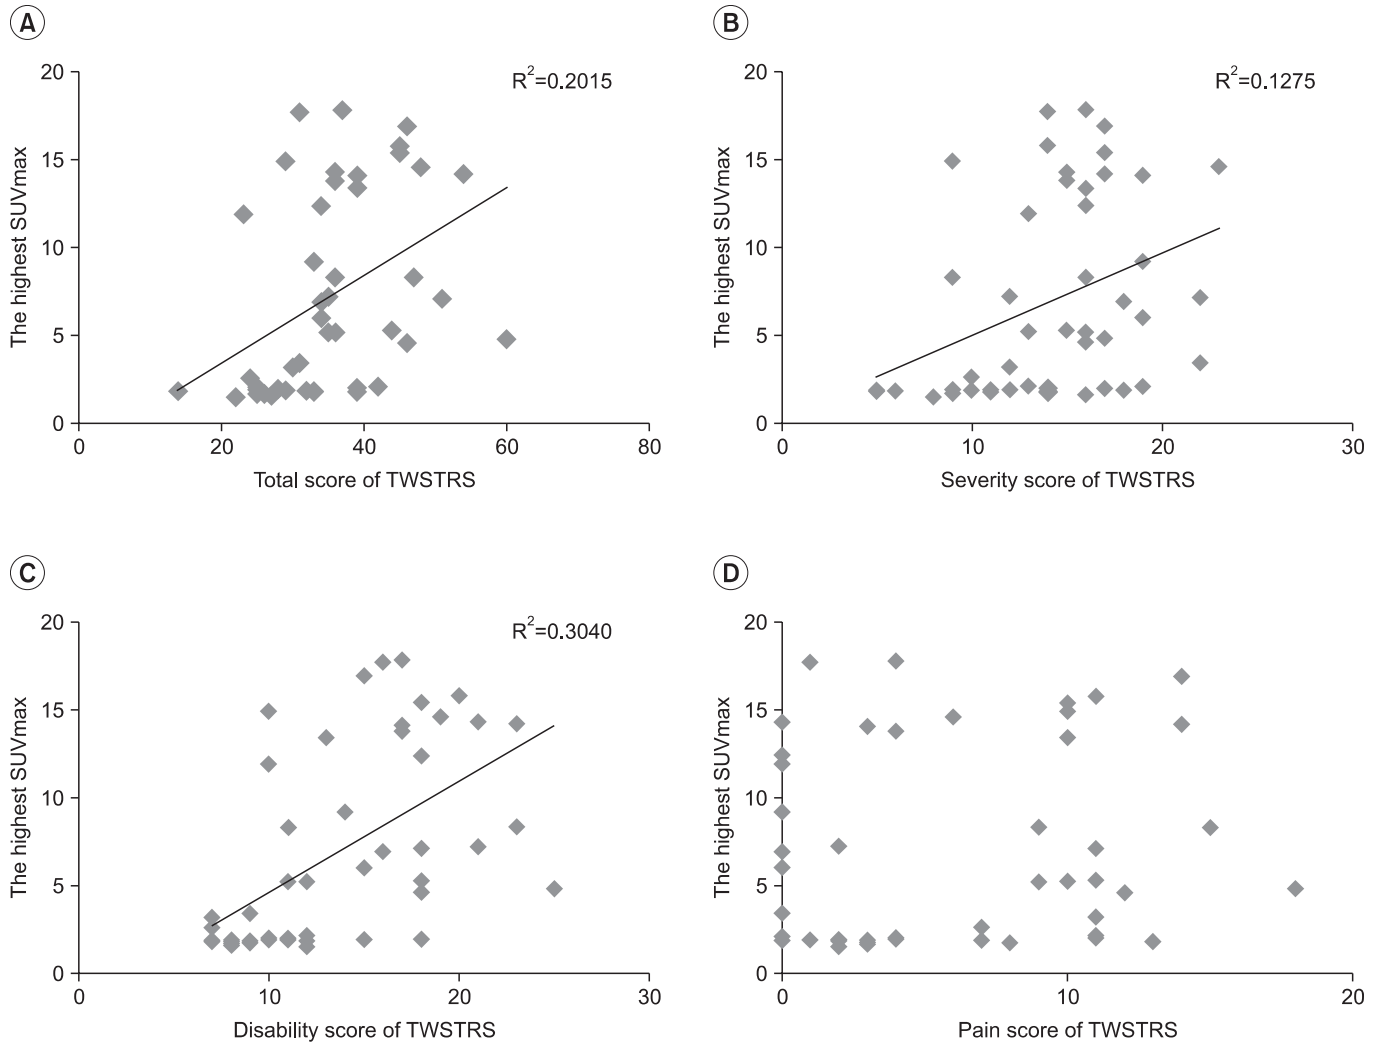 A
R²=0.2015
The highest SUVmax
20
15
10
5
0
0 20 40 60 80
Total score of TWSTRS
B
R²=0.1275
The highest SUVmax
20
15
10
5
0
0 10 20 30
Severity score of TWSTRS
C
R²=0.3040
The highest SUVmax
20
15
10
5
0
0 10 20 30
Disability score of TWSTRS
D
The highest SUVmax
20
15
10
5
0
0 10 20
Pain score of TWSTRS